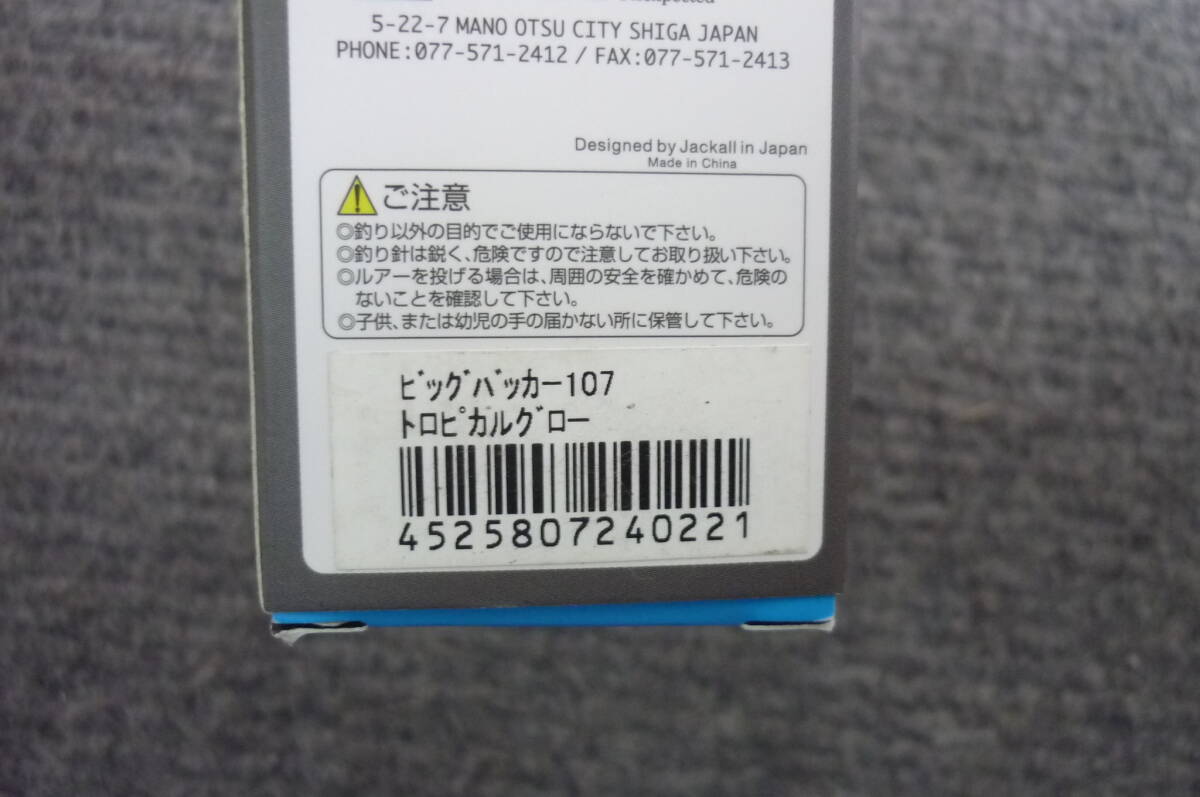 5-22-7 MANO OTSU CITY SHIGA JAPAN
PHONE:077-571-2412 / FAX:077-571-2413
Designed by Jackall in Japan
Made in China
ご注意
◎釣り以外の目的でご使用にならないで下さい。
◎釣り針は鋭く、危険ですので注意してお取り扱い下さい。
◎ルアーを投げる場合は、周囲の安全を確かめて、危険の
ないことを確認して下さい。
◎子供、または幼児の手の届かない所に保管して下さい。
ﾋﾞｯｸﾞﾊﾞｯｶｰ107
ﾄﾛﾋﾟｶﾙｸﾞﾛｰ
4525807240221